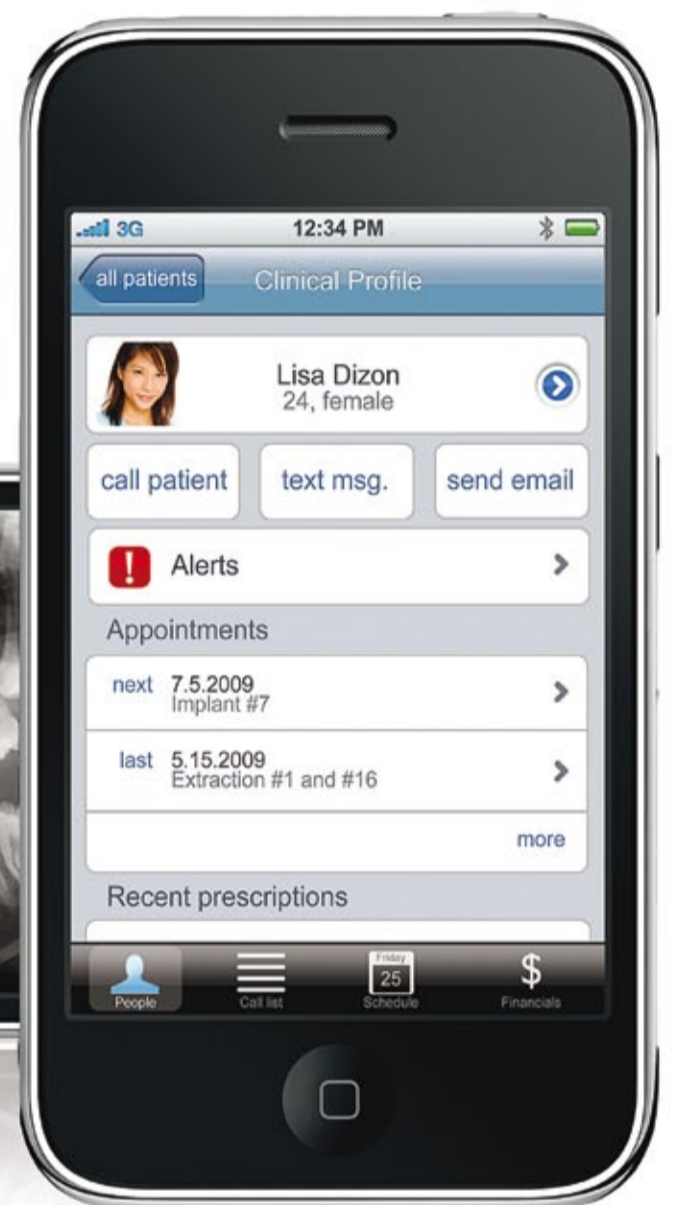 3G 12:34 PM
all patients Clinical Profile
Lisa Dizon
24, female
call patient text msg. send email
! Alerts
Appointments
next 7.5.2009
Implant #7
last 5.15.2009
Extraction #1 and #16
more
Recent prescriptions
Friday
25
$
People Call list Schedule Financials